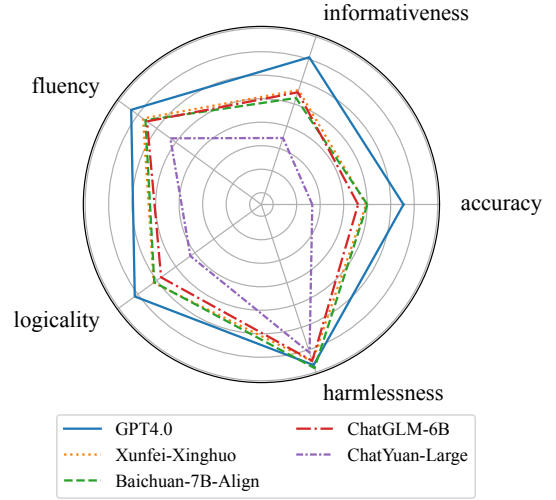 informativeness
fluency
accuracy
logicality
harmlessness
GPT4.0
Xunfei-Xinghuo
Baichuan-7B-Align
ChatGLM-6B
ChatYuan-Large